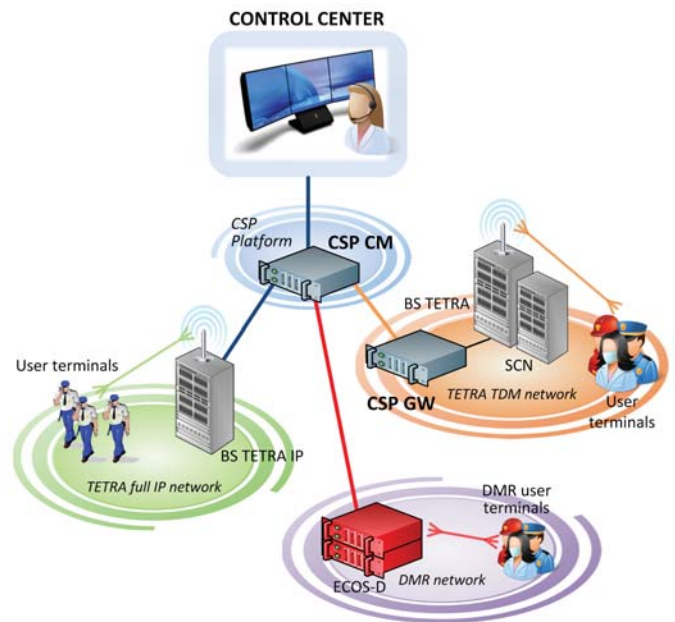 CONTROL CENTER
CSP
Platform
CSP CM
BS TETRA
SCN
CSP GW
TETRA TDM network
User
terminals
User terminals
BS TETRA IP
TETRA full IP network
DMR user
terminals
ECOS-D
DMR network